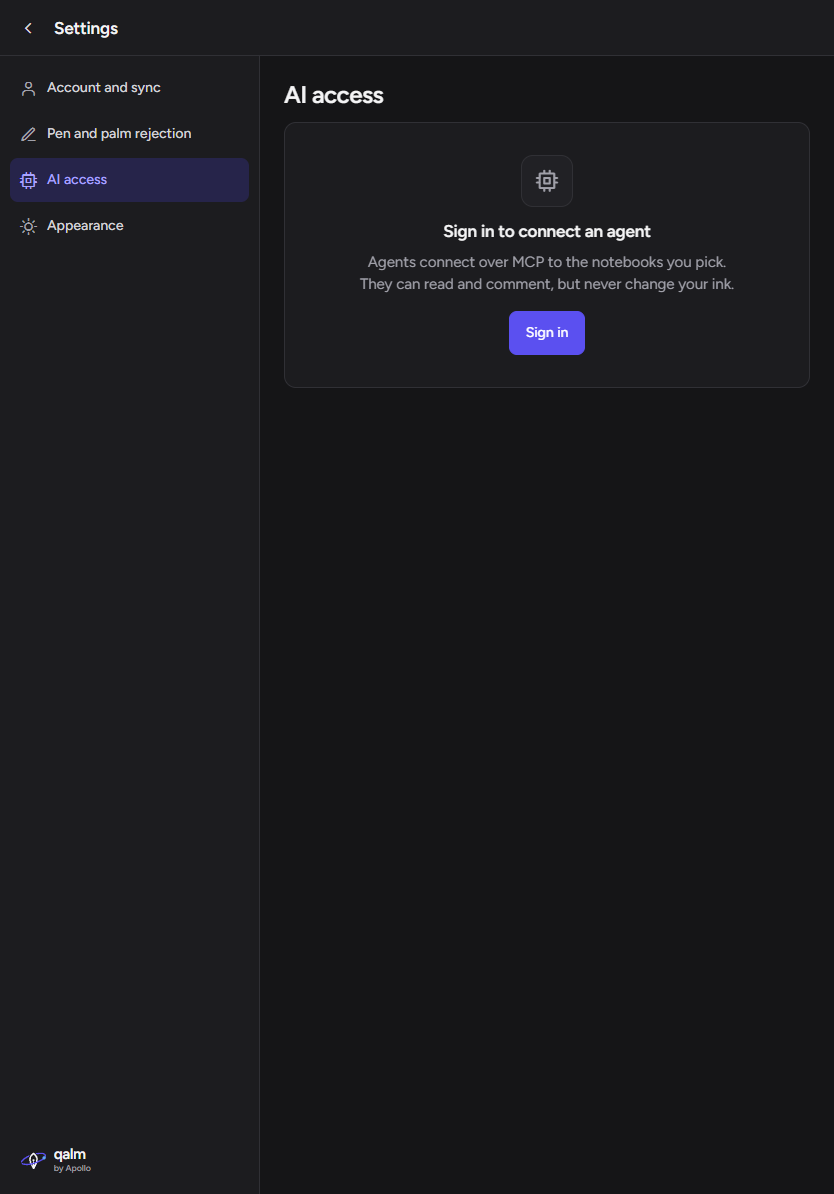 Settings
Account and sync
Pen and palm rejection
AI access
Appearance
qalm
by Apollo
AI access
Sign in to connect an agent
Agents connect over MCP to the notebooks you pick.
They can read and comment, but never change your ink.
Sign in